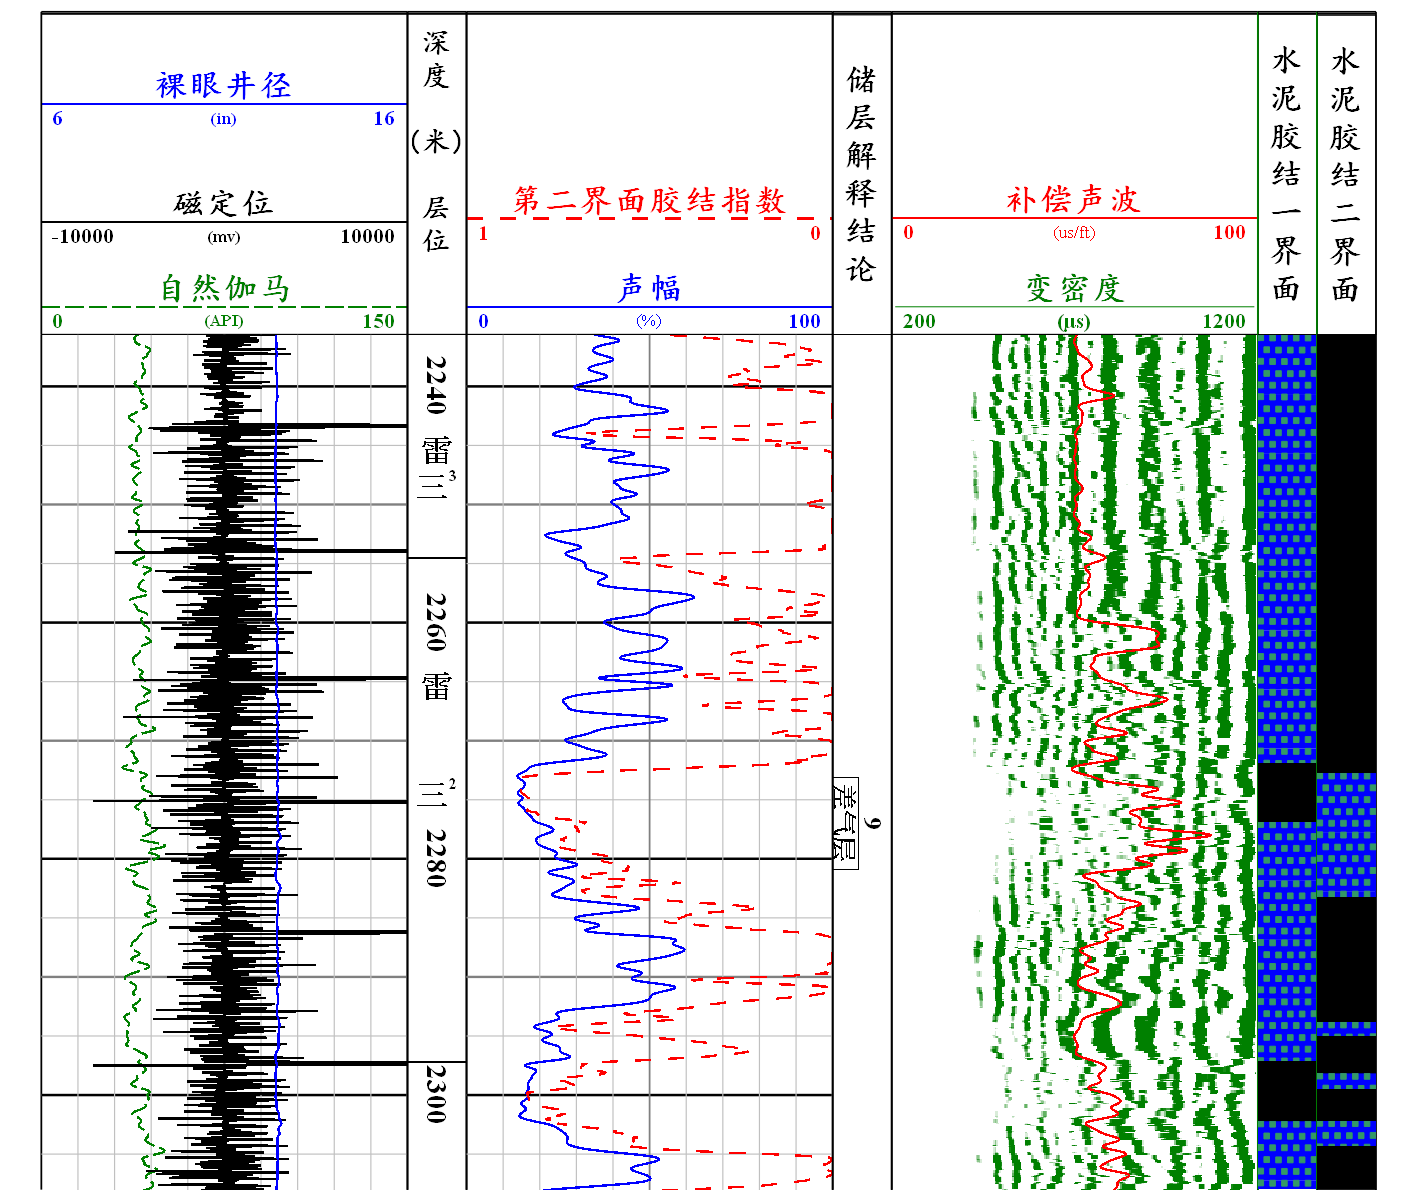 裸眼井径
6 (in) 16
磁定位
-10000 (mv) 10000
自然伽马
0 (API) 150
深度
(米)
层位
第二界面胶结指数
1 0
声幅
0 (%) 100
储层解释结论
补偿声波
0 (us/ft) 100
变密度
200 (μs) 1200
水泥胶结一界面
水泥胶结二界面
2240
雷三³
2260
雷三²
2280
2300
9
差气层